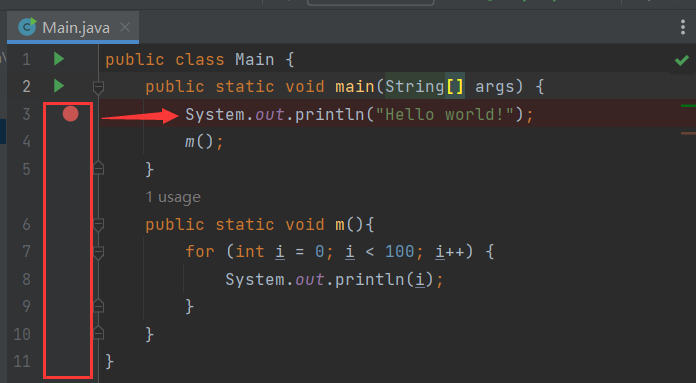 Main.java
1 public class Main {
2 public static void main(String[] args) {
3 System.out.println("Hello world!");
4 m();
5 }
1 usage
6 public static void m(){
7 for (int i = 0; i < 100; i++) {
8 System.out.println(i);
9 }
10 }
11 }